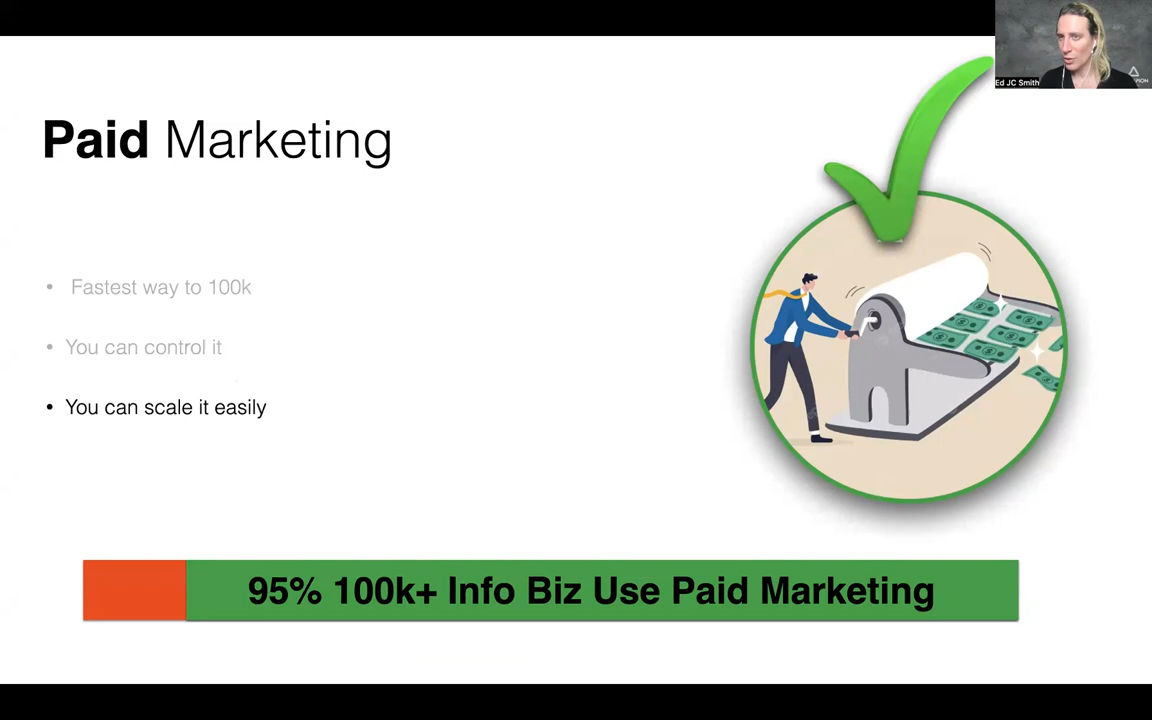 Ed JC Smith
Paid Marketing
• Fastest way to 100k
• You can control it
• You can scale it easily
95% 100k+ Info Biz Use Paid Marketing